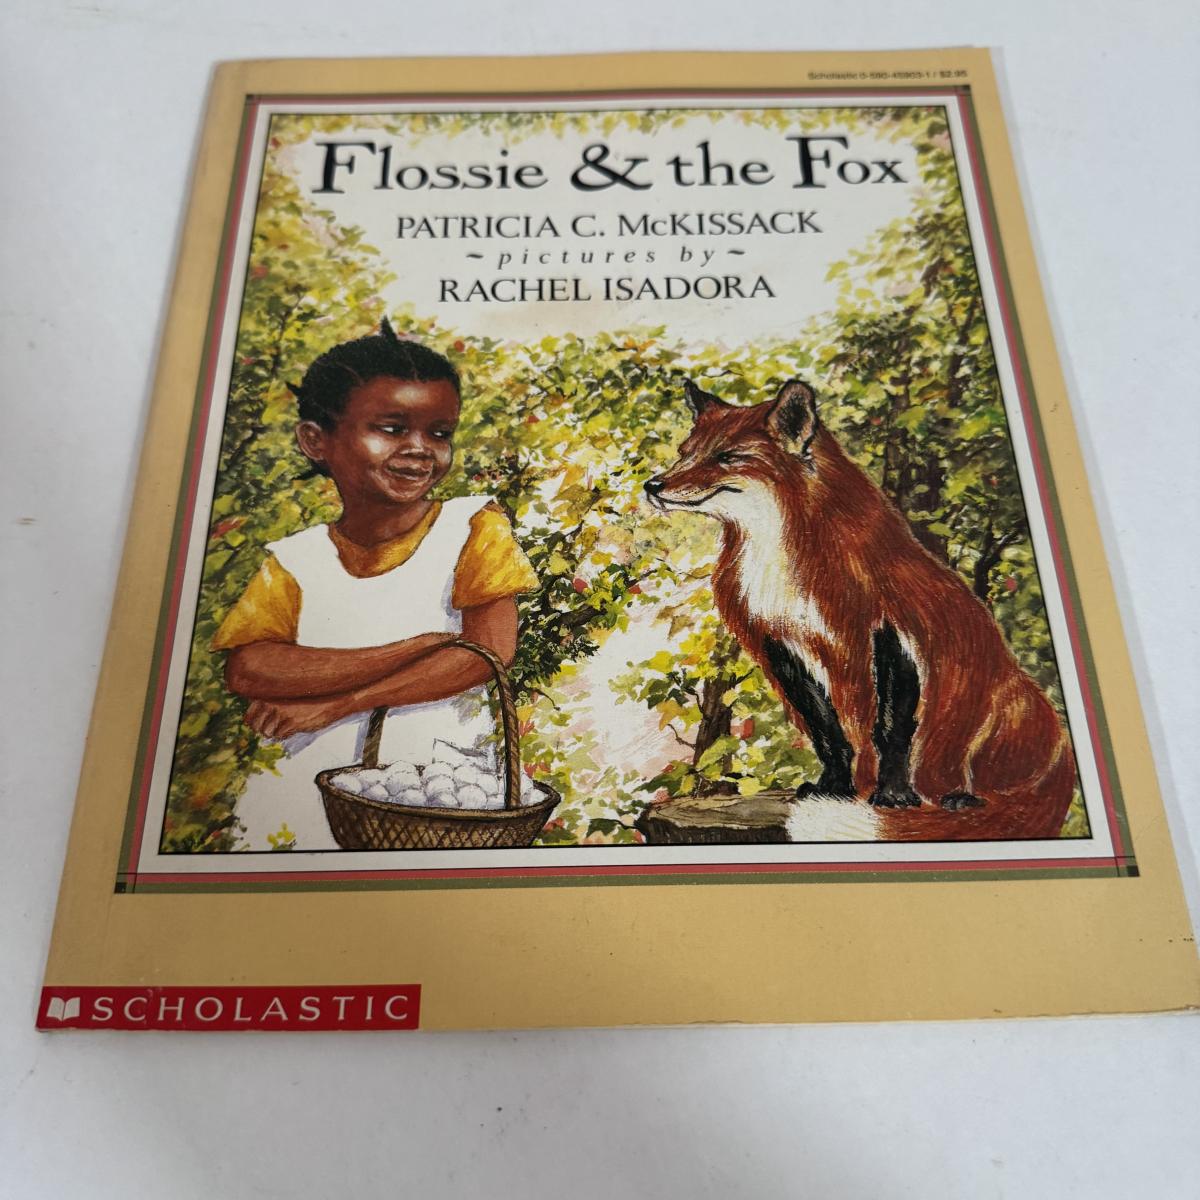 Scholastic 0-590-45903-1 / $2.95
Flossie & the Fox
PATRICIA C. McKISSACK
~ pictures by ~
RACHEL ISADORA
SCHOLASTIC